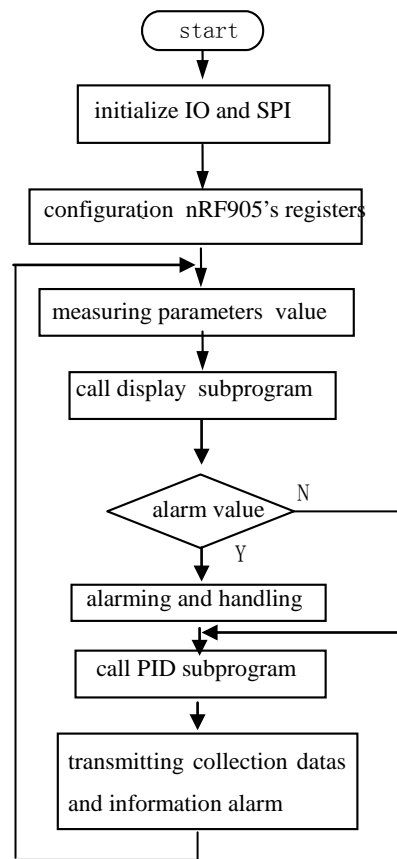 start
initialize IO and SPI
configuration nRF905's registers
measuring parameters value
call display subprogram
alarm value
N
Y
alarming and handling
call PID subprogram
transmitting collection datas
and information alarm